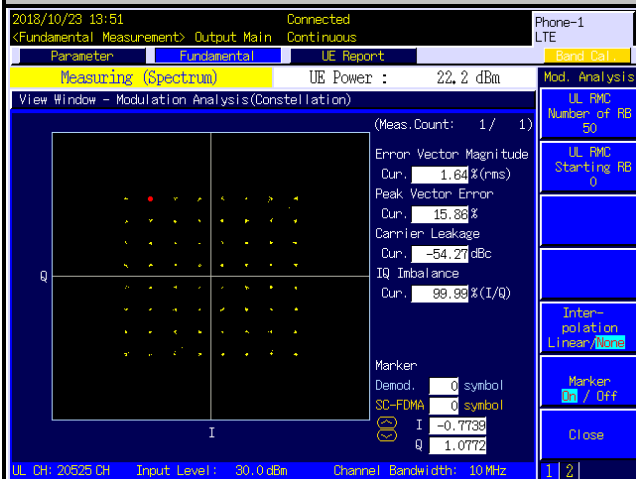 2018/10/23 13:51 Connected Phone-1
<Fundamental Measurement> Output Main Continuous LTE
Parameter Fundamental UE Report Band Cal.
Measuring (Spectrum) UE Power : 22.2 dBm Mod. Analysis
View Window - Modulation Analysis(Constellation)
(Meas.Count: 1/ 1)
UL RMC
Number of RB
50
Error Vector Magnitude
Cur. 1.64 %(rms)
Peak Vector Error
Cur. 15.86 %
Carrier Leakage
Cur. -54.27 dBc
IQ Imbalance
Cur. 99.99 %(I/Q)
UL RMC
Starting RB
0
Q
Inter-
polation
Linear/None
Marker
Demod. 0 symbol
SC-FDMA 0 symbol
I -0.7739
Q 1.0772
Marker
On / Off
I
Close
UL CH: 20525 CH Input Level: 30.0 dBm Channel Bandwidth: 10 MHz 1 2